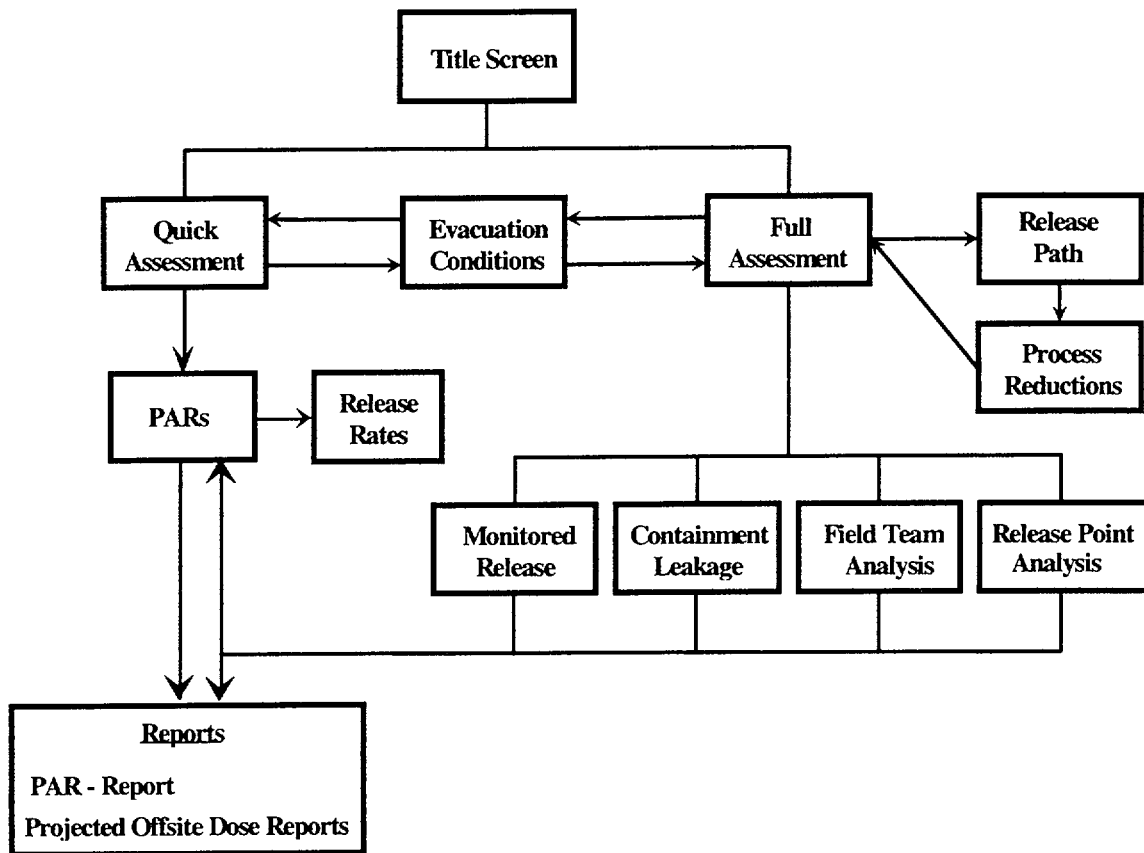 Title Screen
Quick
Assessment
Evacuation
Conditions
Full
Assessment
Release
Path
Process
Reductions
PARs
Release
Rates
Monitored
Release
Containment
Leakage
Field Team
Analysis
Release Point
Analysis
Reports
PAR - Report
Projected Offsite Dose Reports